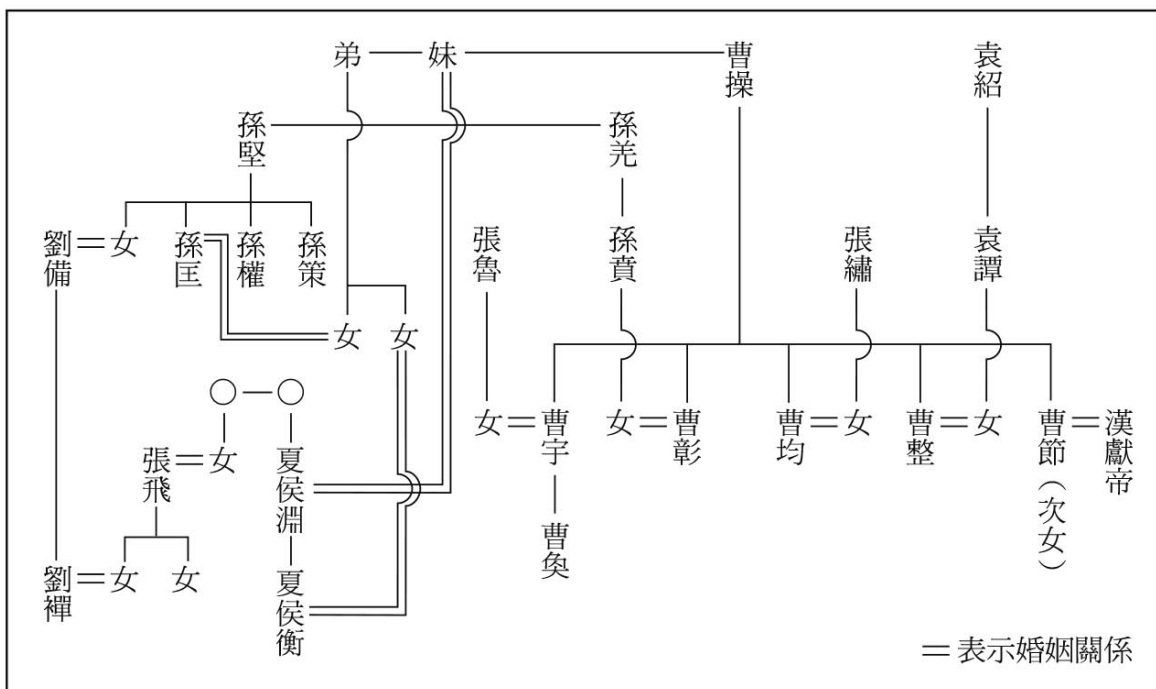 弟
妹
曹操
袁紹
孫堅
孫羌
劉備
女
孫匡
孫權
孫策
張魯
孫賁
張繡
袁譚
女
女
女
曹宇
女
曹彰
曹均
女
曹整
女
曹節（次女）
漢獻帝
張飛
女
夏侯淵
曹奐
劉禪
女
女
夏侯衡
＝表示婚姻關係